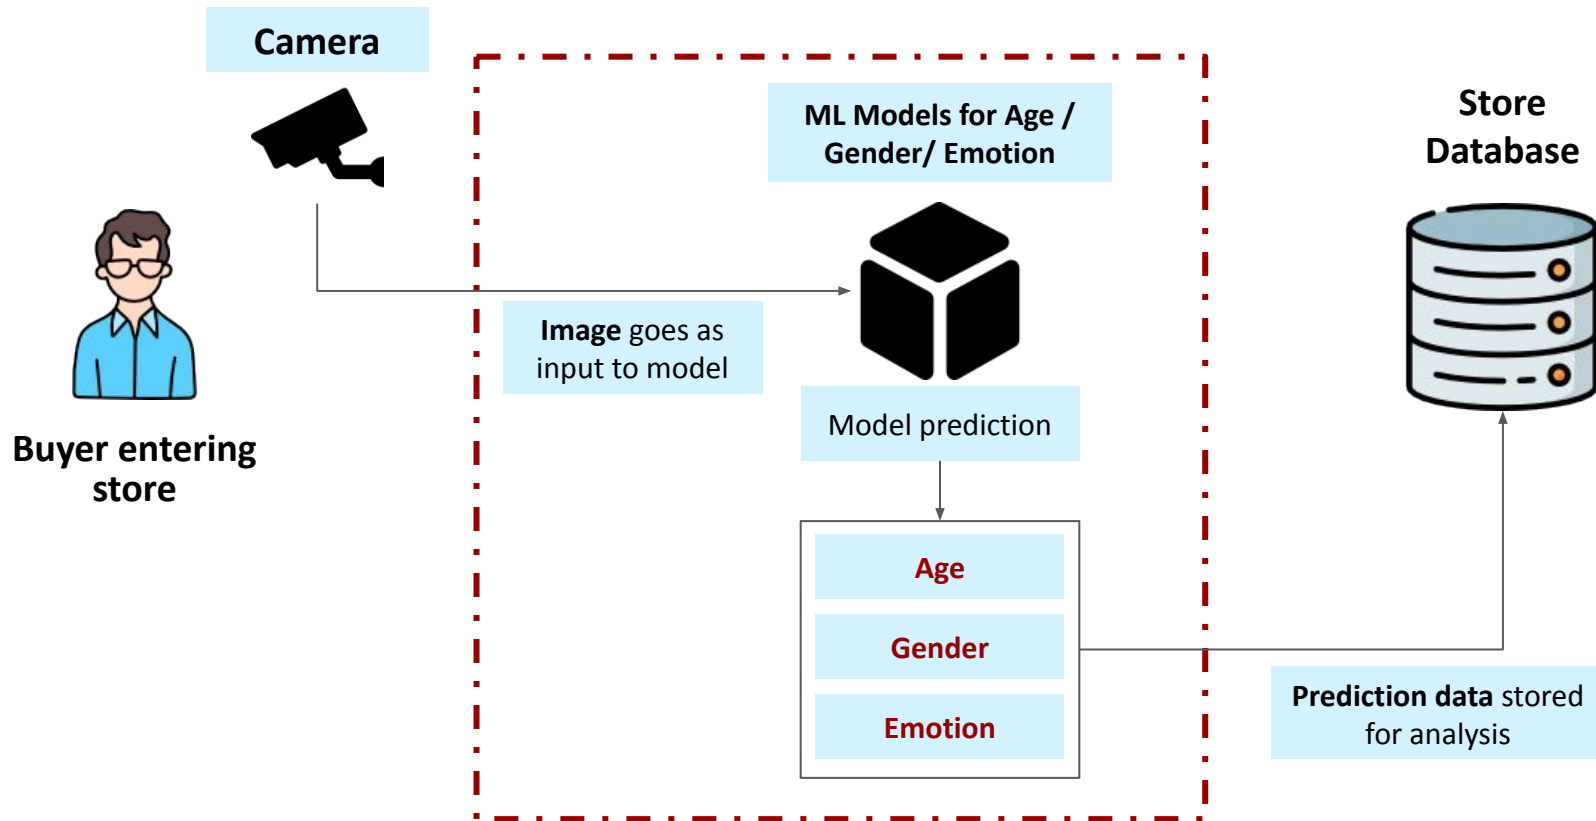 Camera
ML Models for Age /
Gender/ Emotion
Store
Database
Image goes as
input to model
Model prediction
Buyer entering
store
Age
Gender
Emotion
Prediction data stored
for analysis